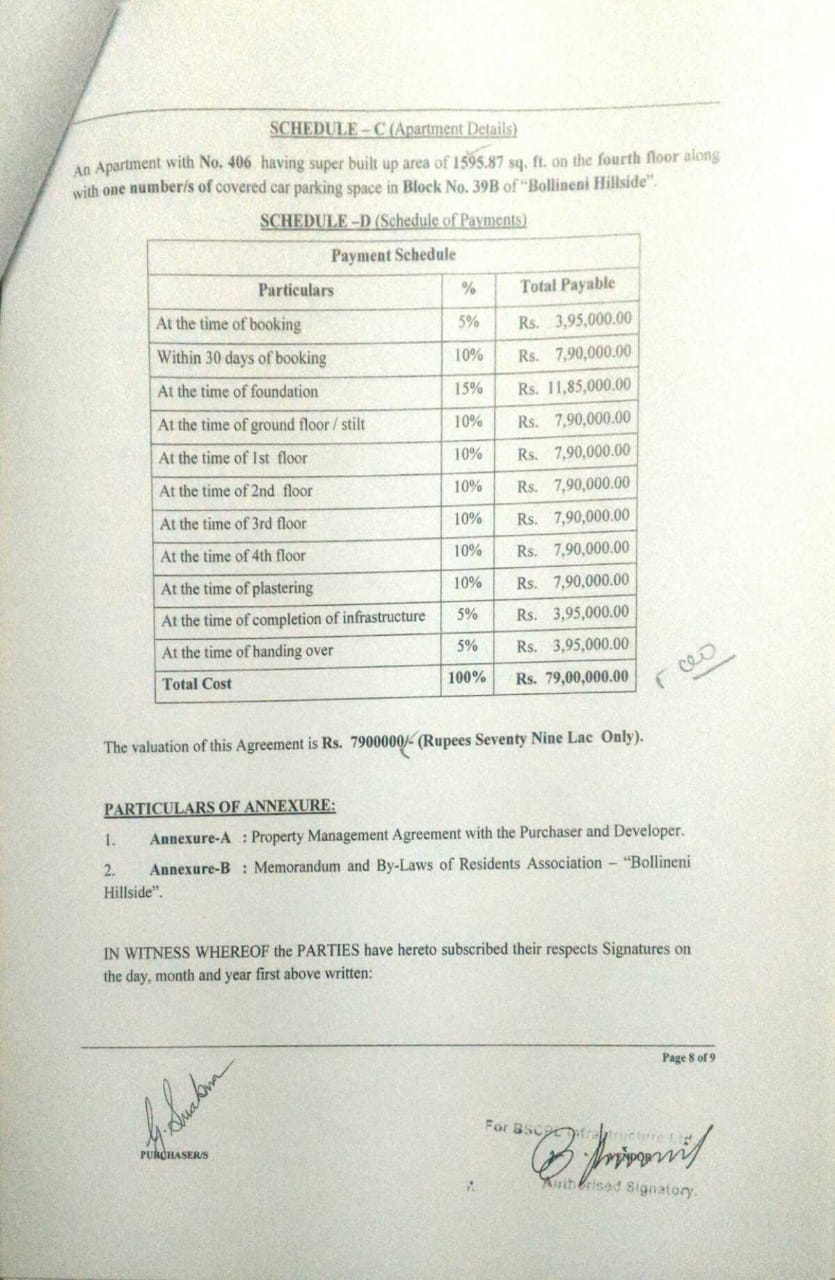 SCHEDULE – C (Apartment Details)
An Apartment with No. 406 having super built up area of 1595.87 sq. ft. on the fourth floor along
with one number/s of covered car parking space in Block No. 39B of "Bollineni Hillside".
SCHEDULE –D (Schedule of Payments)
Payment Schedule
Particulars % Total Payable
At the time of booking 5% Rs. 3,95,000.00
Within 30 days of booking 10% Rs. 7,90,000.00
At the time of foundation 15% Rs. 11,85,000.00
At the time of ground floor / stilt 10% Rs. 7,90,000.00
At the time of 1st floor 10% Rs. 7,90,000.00
At the time of 2nd floor 10% Rs. 7,90,000.00
At the time of 3rd floor 10% Rs. 7,90,000.00
At the time of 4th floor 10% Rs. 7,90,000.00
At the time of plastering 10% Rs. 7,90,000.00
At the time of completion of infrastructure 5% Rs. 3,95,000.00
At the time of handing over 5% Rs. 3,95,000.00
Total Cost 100% Rs. 79,00,000.00
The valuation of this Agreement is Rs. 7900000/- (Rupees Seventy Nine Lac Only).
PARTICULARS OF ANNEXURE:
1. Annexure-A : Property Management Agreement with the Purchaser and Developer.
2. Annexure-B : Memorandum and By-Laws of Residents Association – "Bollineni
Hillside".
IN WITNESS WHEREOF the PARTIES have hereto subscribed their respects Signatures on
the day, month and year first above written:
Page 8 of 9
For BSCPL Infrastructure Ltd
PURCHASER/S
Authorised Signatory.